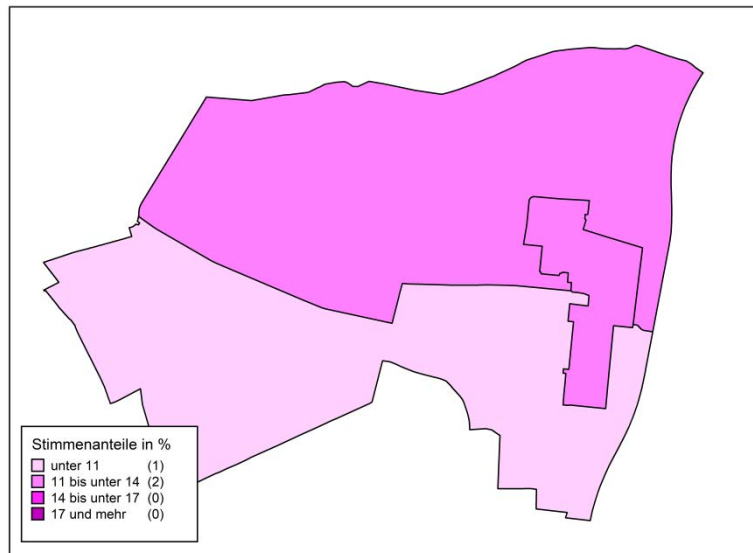 Stimmenanteile in %
unter 11 (1)
11 bis unter 14 (2)
14 bis unter 17 (0)
17 und mehr (0)